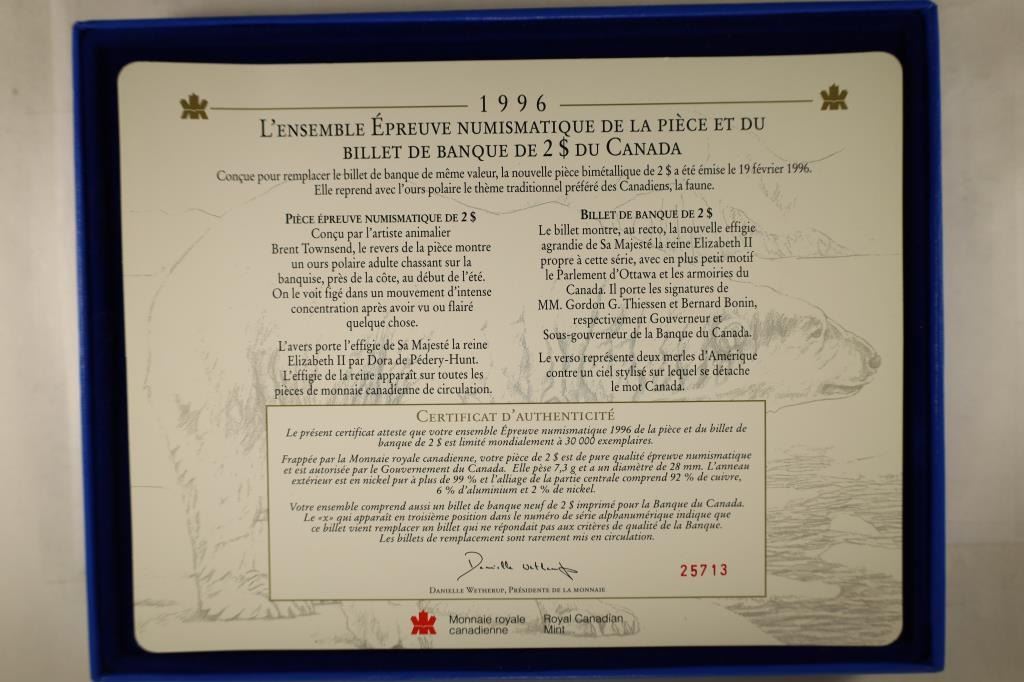 1996
L'ENSEMBLE ÉPREUVE NUMISMATIQUE DE LA PIÈCE ET DU
BILLET DE BANQUE DE 2 $ DU CANADA
Conçue pour remplacer le billet de banque de même valeur, la nouvelle pièce bimétallique de 2 $ a été émise le 19 février 1996.
Elle reprend avec l'ours polaire le thème traditionnel préféré des Canadiens, la faune.
PIÈCE ÉPREUVE NUMISMATIQUE DE 2 $
Conçu par l'artiste animalier
Brent Townsend, le revers de la pièce montre
un ours polaire adulte chassant sur la
banquise, près de la côte, au début de l'été.
On le voit figé dans un mouvement d'intense
concentration après avoir vu ou flairé
quelque chose.
L'avers porte l'effigie de Sa Majesté la reine
Elizabeth II par Dora de Pédery-Hunt.
L'effigie de la reine apparaît sur toutes les
pièces de monnaie canadienne de circulation.
BILLET DE BANQUE DE 2 $
Le billet montre, au recto, la nouvelle effigie
agrandie de Sa Majesté la reine Elizabeth II
propre à cette série, avec en plus petit motif
le Parlement d'Ottawa et les armoiries du
Canada. Il porte les signatures de
MM. Gordon G. Thiessen et Bernard Bonin,
respectivement Gouverneur et
Sous-gouverneur de la Banque du Canada.
Le verso représente deux merles d'Amérique
contre un ciel stylisé sur lequel se détache
le mot Canada.
CERTIFICAT D'AUTHENTICITÉ
Le présent certificat atteste que votre ensemble Épreuve numismatique 1996 de la pièce et du billet de
banque de 2 $ est limité mondialement à 30 000 exemplaires.
Frappée par la Monnaie royale canadienne, votre pièce de 2 $ est de pure qualité épreuve numismatique
et est autorisée par le Gouvernement du Canada. Elle pèse 7,3 g et a un diamètre de 28 mm. L'anneau
extérieur est en nickel pur à plus de 99 % et l'alliage de la partie centrale comprend 92 % de cuivre,
6 % d'aluminium et 2 % de nickel.
Votre ensemble comprend aussi un billet de banque neuf de 2 $ imprimé pour la Banque du Canada.
Le «x» qui apparaît en troisième position dans le numéro de série alphanumérique indique que
ce billet vient remplacer un billet qui ne répondait pas aux critères de qualité de la Banque.
Les billets de remplacement sont rarement mis en circulation.
Danielle Wetherup
25713
DANIELLE WETHERUP, PRÉSIDENTE DE LA MONNAIE
Monnaie royale
canadienne
Royal Canadian
Mint